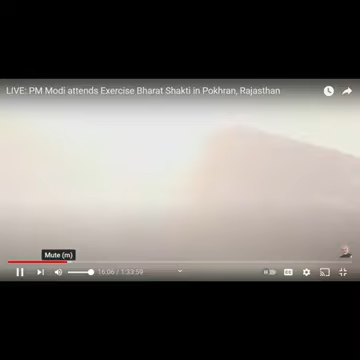 LIVE: PM Modi attends Exercise Bharat Shakti in Pokhran, Rajasthan
Mute (m)
16:06 / 1:33:59